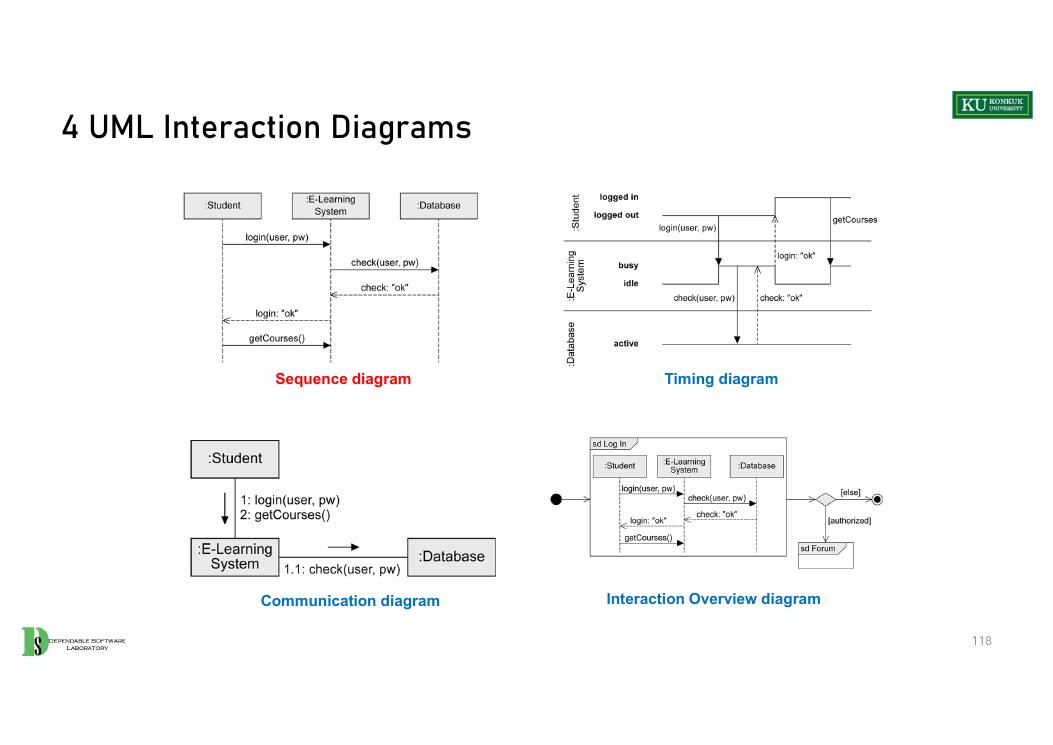 4 UML Interaction Diagrams
KU KONKUK
UNIVERSITY
:Student
:E-Learning
System
:Database
login(user, pw)
check(user, pw)
check: "ok"
login: "ok"
getCourses()
Sequence diagram
:Student
logged in
logged out
login(user, pw)
getCourses
:E-Learning
System
busy
idle
login: "ok"
check(user, pw)
check: "ok"
:Database
active
Timing diagram
:Student
1: login(user, pw)
2: getCourses()
:E-Learning
System
:Database
1.1: check(user, pw)
Communication diagram
sd Log In
:Student
:E-Learning
System
:Database
login(user, pw)
check(user, pw)
check: "ok"
login: "ok"
getCourses()
[else]
[authorized]
sd Forum
Interaction Overview diagram
DS DEPENDABLE SOFTWARE
LABORATORY
118